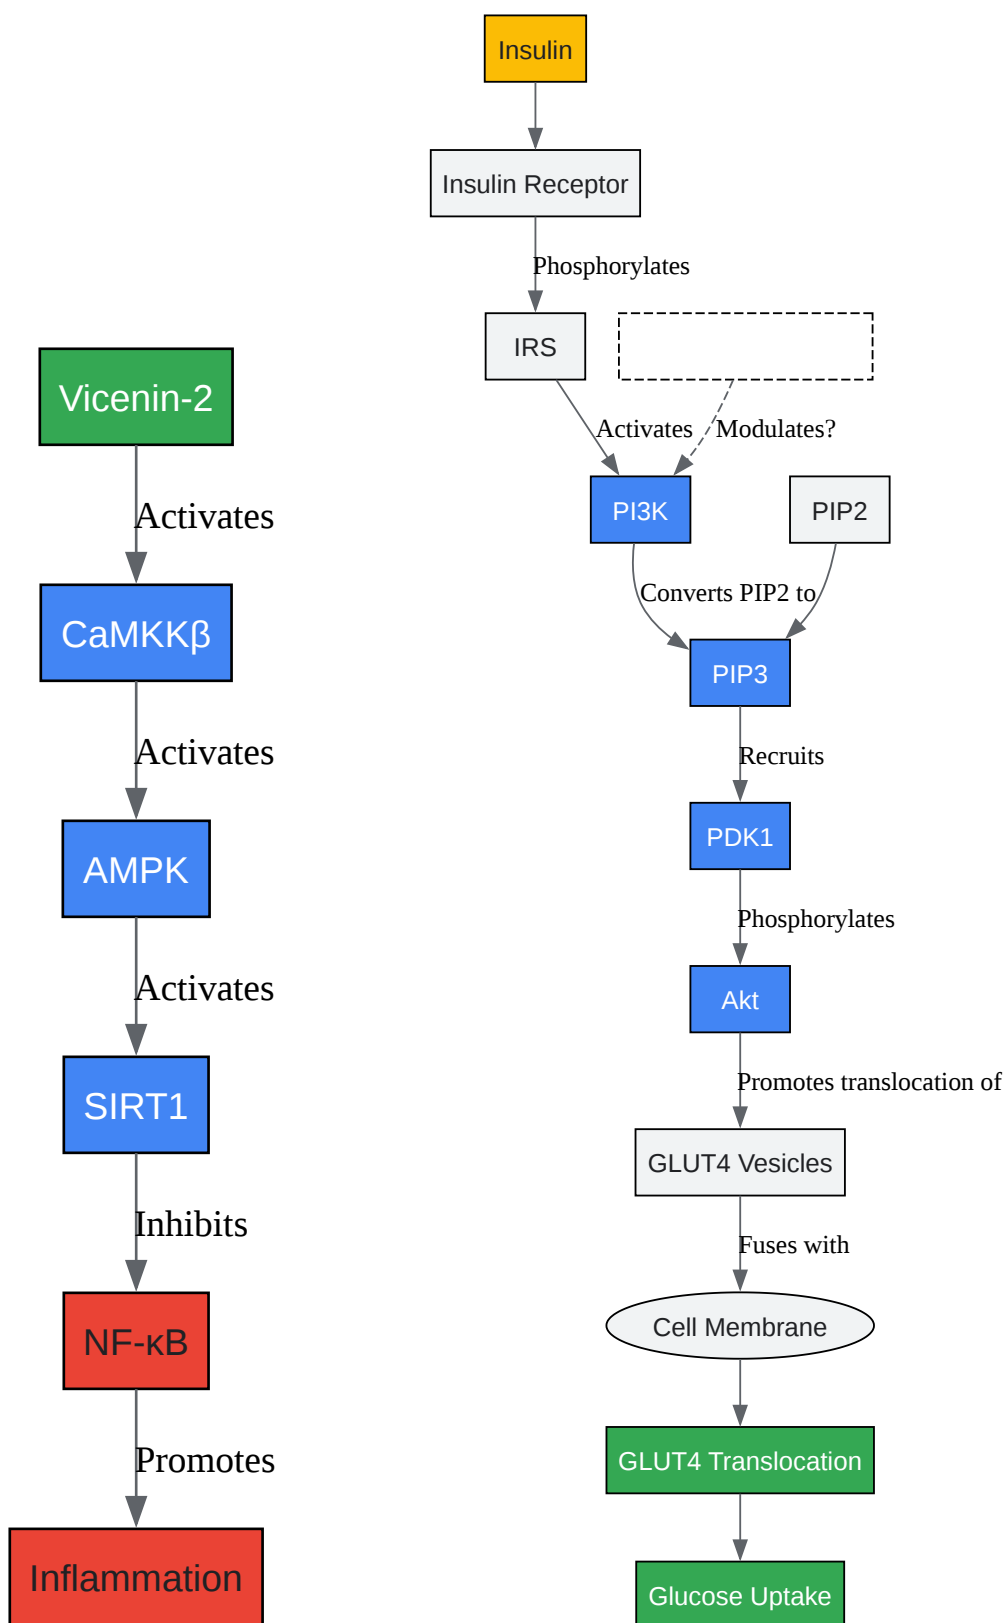 Vicenin-2
Activates
CaMKKβ
Activates
AMPK
Activates
SIRT1
Inhibits
NF-κB
Promotes
Inflammation
Insulin
Insulin Receptor
Phosphorylates
IRS
Activates
Modulates?
PI3K
PIP2
Converts PIP2 to
PIP3
Recruits
PDK1
Phosphorylates
Akt
Promotes translocation of
GLUT4 Vesicles
Fuses with
Cell Membrane
GLUT4 Translocation
Glucose Uptake